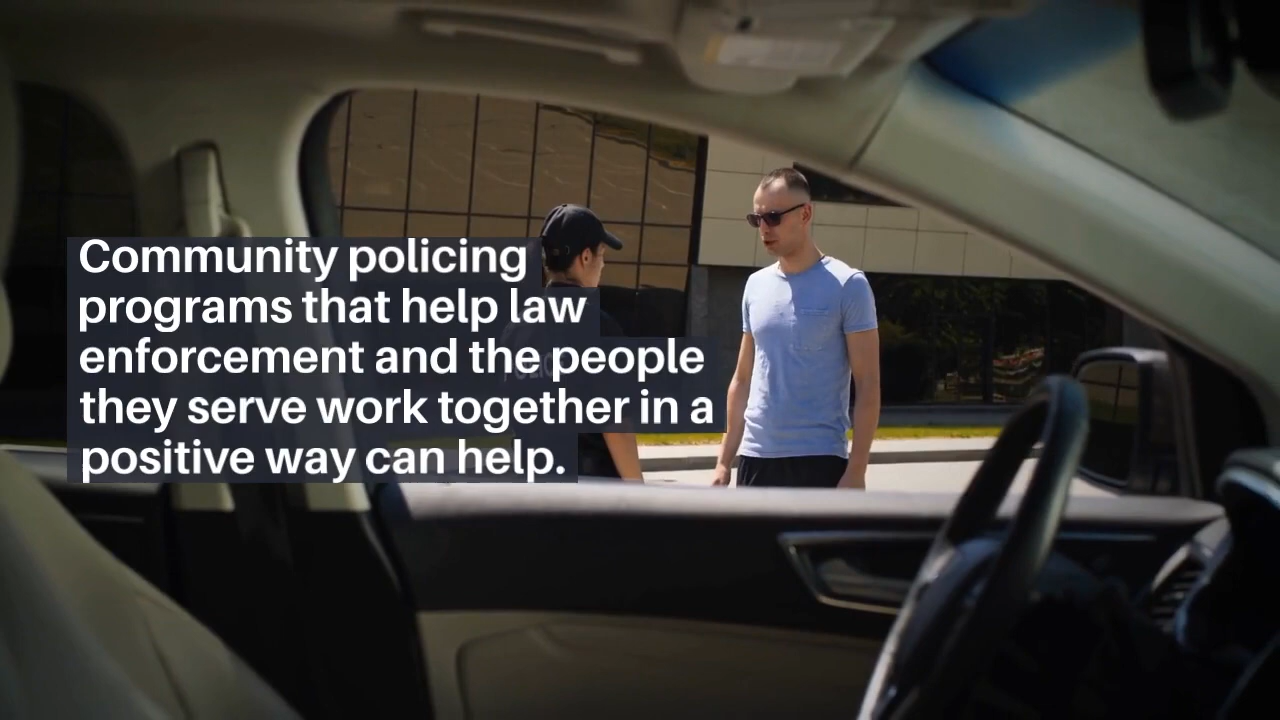 Community policing
programs that help law
enforcement and the people
they serve work together in a
positive way can help.